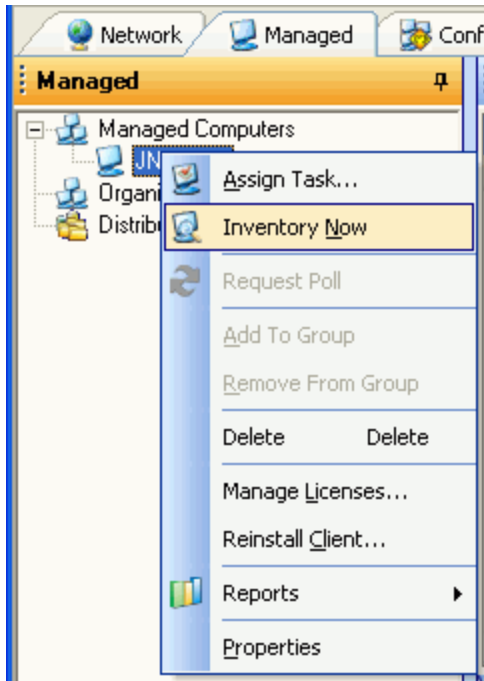 Network Managed Conf
Managed
Managed Computers
JN
Organi
Distrib
Assign Task...
Inventory Now
Request Poll
Add To Group
Remove From Group
Delete Delete
Manage Licenses...
Reinstall Client...
Reports
Properties